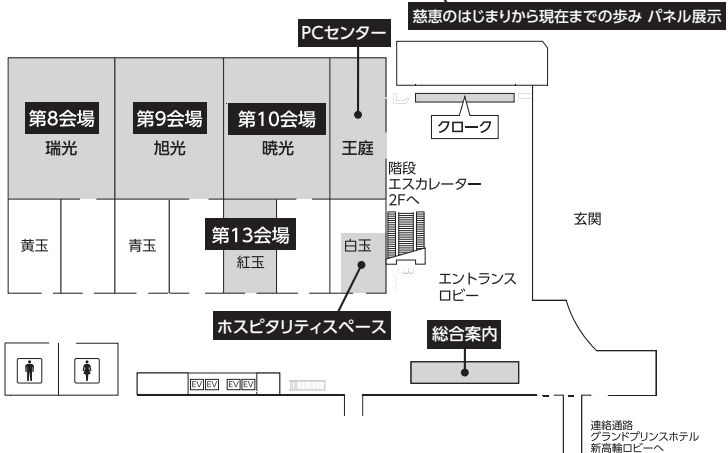 慈恵のはじまりから現在までの歩み パネル展示
PCセンター
クローク
第8会場
瑞光
第9会場
旭光
第10会場
暁光
王庭
階段
エスカレーター
2Fへ
黄玉
青玉
第13会場
紅玉
白玉
玄関
エントランス
ロビー
ホスピタリティスペース
総合案内
EV EV EV EV
連絡通路
グランドプリンスホテル
新高輪ロビーへ